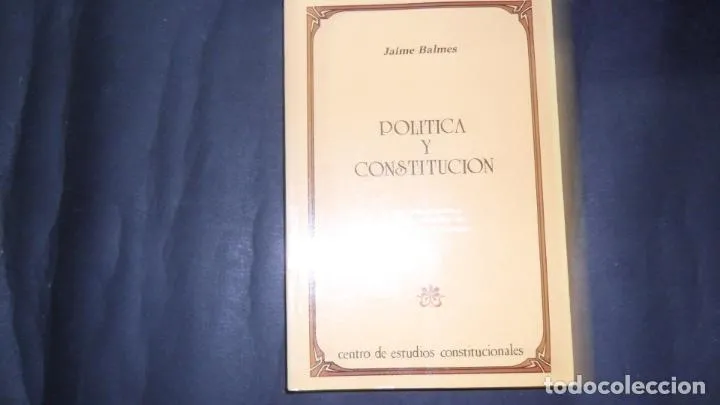 Jaime Balmes
POLITICA
Y
CONSTITUCION
centro de estudios constitucionales
todocoleccion